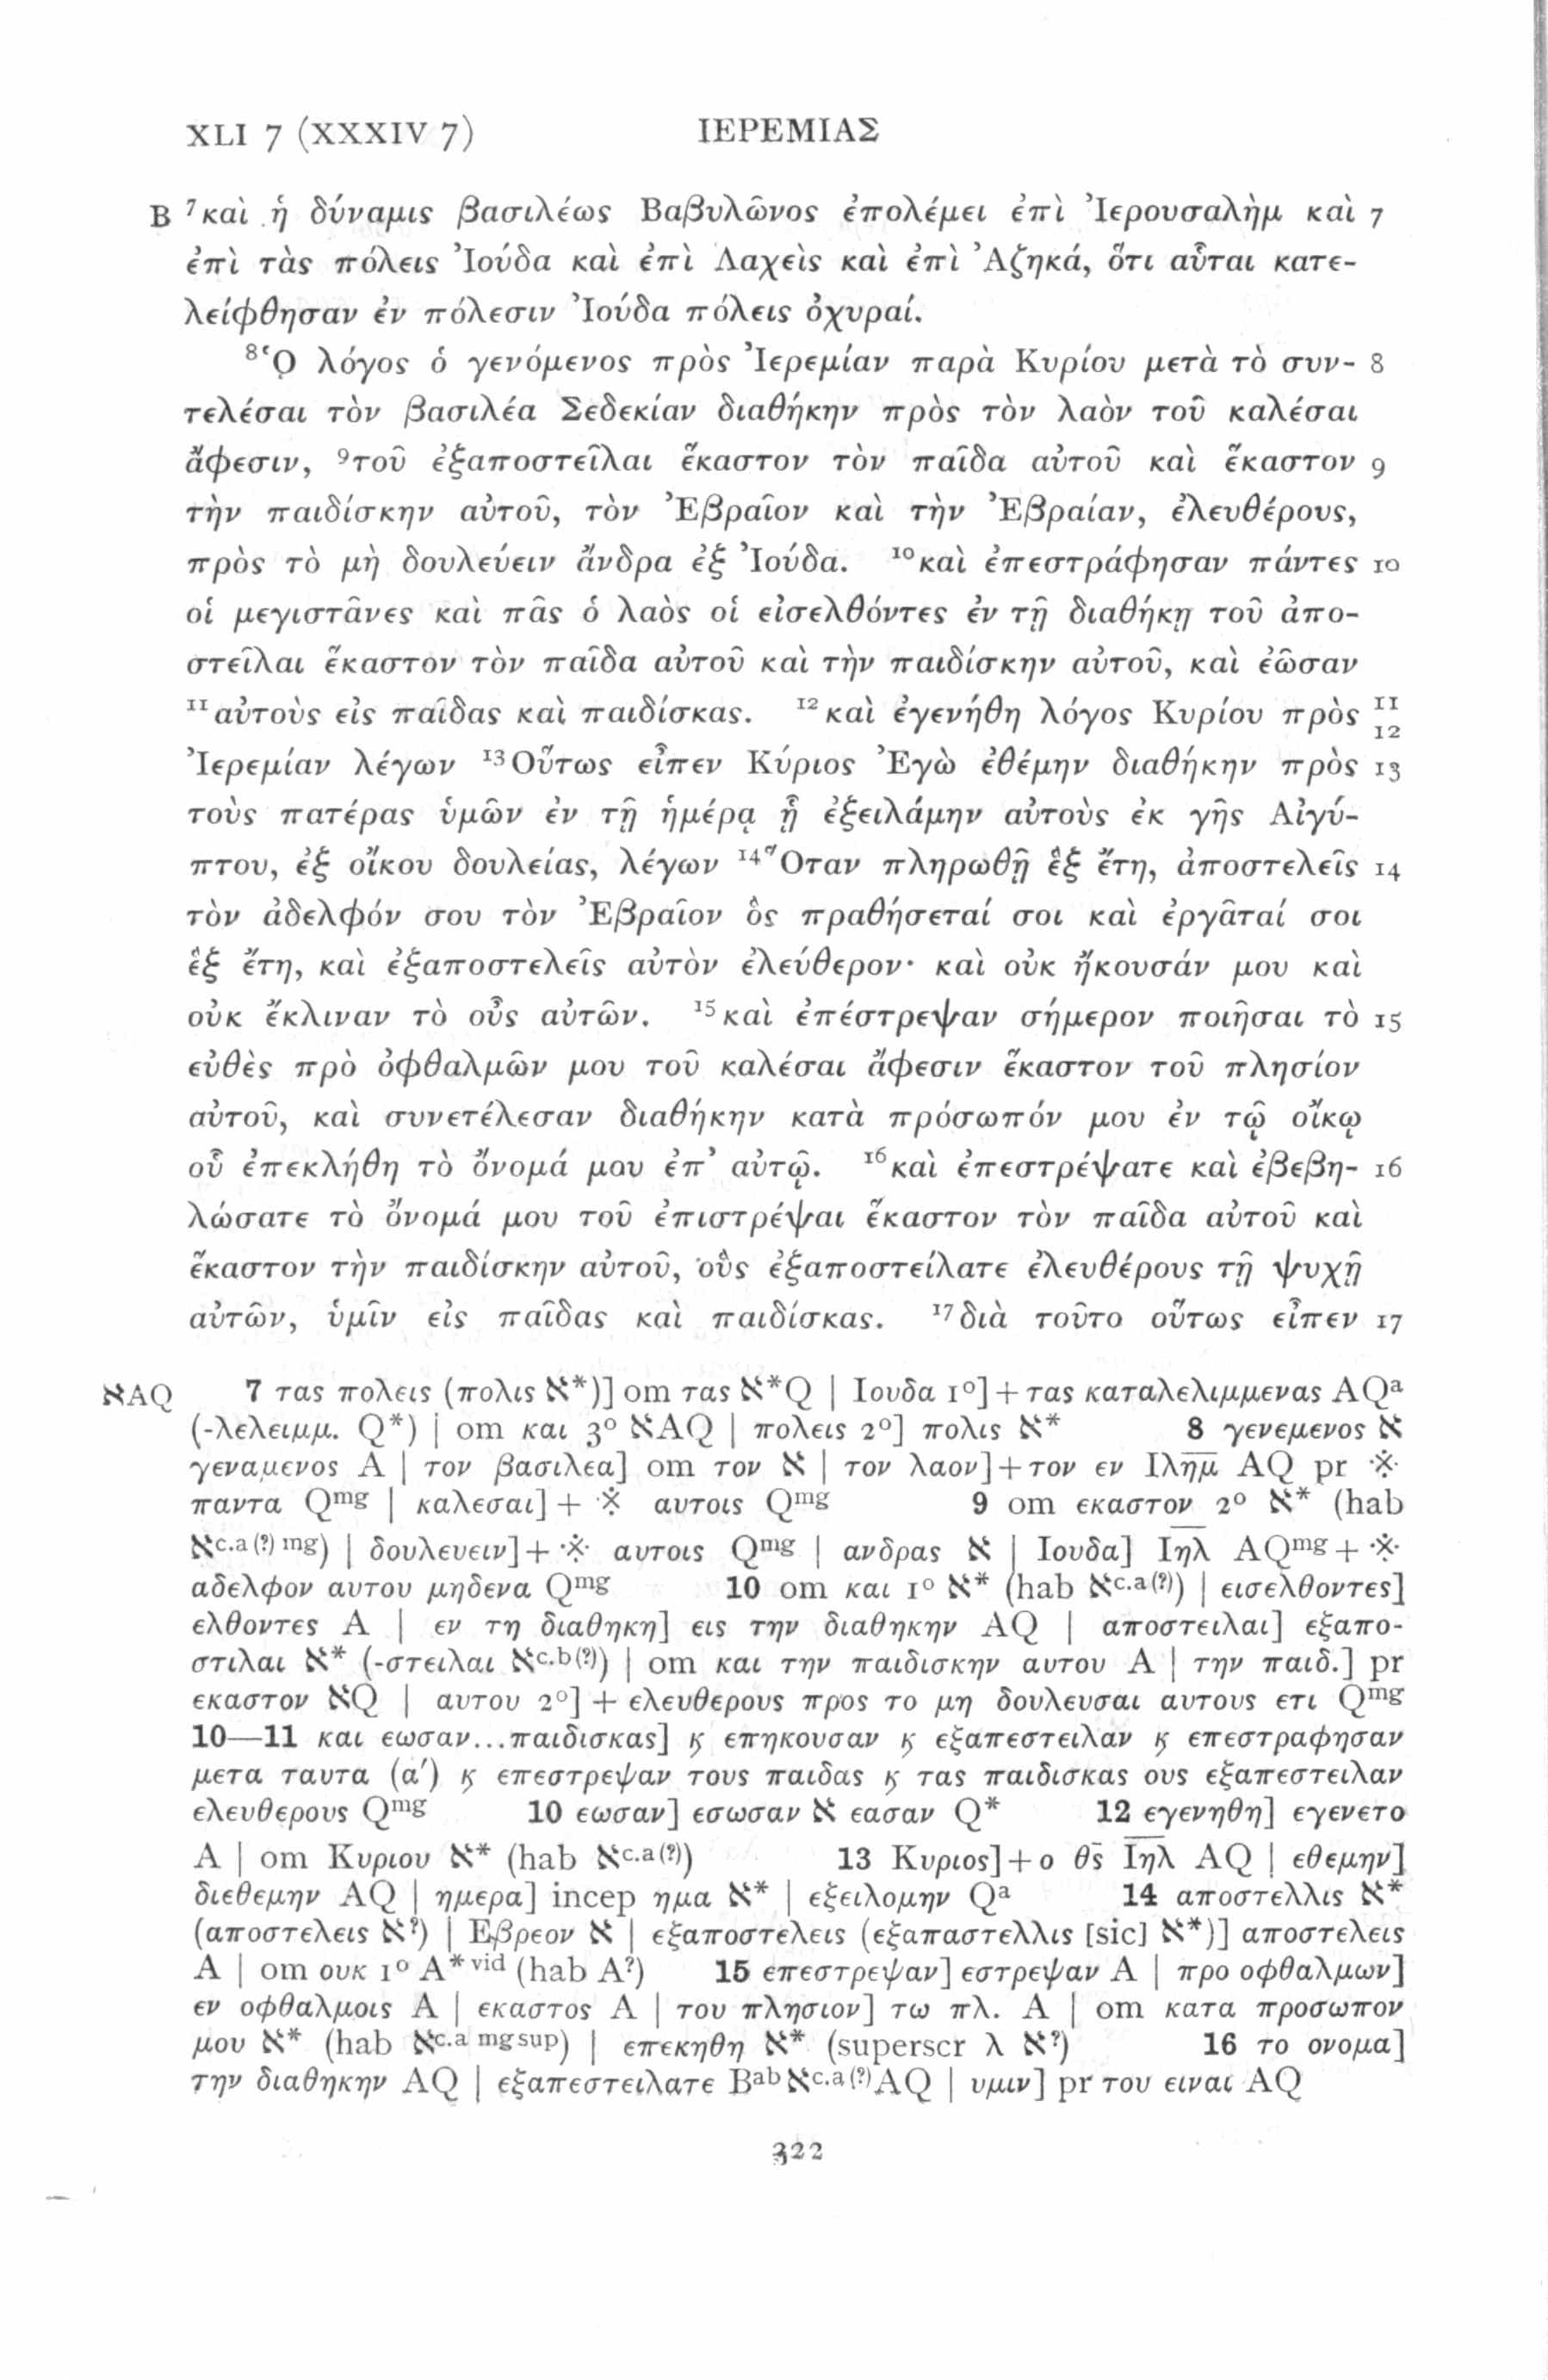 XLI 7 (XXXIV 7) ΙΕΡΕΜΙΑΣ
B ⁷καὶ ἡ δύναμις βασιλέως Βαβυλῶνος ἐπολέμει ἐπὶ Ἰερουσαλὴμ καὶ 7
ἐπὶ τὰς πόλεις Ἰούδα καὶ ἐπὶ Λαχεὶς καὶ ἐπὶ Ἀζηκά, ὅτι αὗται κατε-
λείφθησαν ἐν πόλεσιν Ἰούδα πόλεις ὀχυραί.
⁸Ὁ λόγος ὁ γενόμενος πρὸς Ἰερεμίαν παρὰ Κυρίου μετὰ τὸ συν- 8
τελέσαι τὸν βασιλέα Σεδεκίαν διαθήκην πρὸς τὸν λαὸν τοῦ καλέσαι
ἄφεσιν, ⁹τοῦ ἐξαποστεῖλαι ἕκαστον τὸν παῖδα αὐτοῦ καὶ ἕκαστον 9
τὴν παιδίσκην αὐτοῦ, τὸν Ἐβραῖον καὶ τὴν Ἐβραίαν, ἐλευθέρους,
πρὸς τὸ μὴ δουλεύειν ἄνδρα ἐξ Ἰούδα. ¹⁰καὶ ἐπεστράφησαν πάντες 10
οἱ μεγιστᾶνες καὶ πᾶς ὁ λαὸς οἱ εἰσελθόντες ἐν τῇ διαθήκῃ τοῦ ἀπο-
στεῖλαι ἕκαστον τὸν παῖδα αὐτοῦ καὶ τὴν παιδίσκην αὐτοῦ, καὶ ἐῶσαν
¹¹αὐτοὺς εἰς παῖδας καὶ παιδίσκας. ¹²καὶ ἐγενήθη λόγος Κυρίου πρὸς 11 12
Ἰερεμίαν λέγων ¹³Οὕτως εἶπεν Κύριος Ἐγὼ ἐθέμην διαθήκην πρὸς 13
τοὺς πατέρας ὑμῶν ἐν τῇ ἡμέρᾳ ᾗ ἐξειλάμην αὐτοὺς ἐκ γῆς Αἰγύ-
πτου, ἐξ οἴκου δουλείας, λέγων ¹⁴Ὅταν πληρωθῇ ἓξ ἔτη, ἀποστελεῖς 14
τὸν ἀδελφόν σου τὸν Ἐβραῖον ὃς πραθήσεταί σοι καὶ ἐργᾶταί σοι
ἓξ ἔτη, καὶ ἐξαποστελεῖς αὐτὸν ἐλεύθερον· καὶ οὐκ ἤκουσάν μου καὶ
οὐκ ἔκλιναν τὸ οὖς αὐτῶν. ¹⁵καὶ ἐπέστρεψαν σήμερον ποιῆσαι τὸ 15
εὐθὲς πρὸ ὀφθαλμῶν μου τοῦ καλέσαι ἄφεσιν ἕκαστον τοῦ πλησίον
αὐτοῦ, καὶ συνετέλεσαν διαθήκην κατὰ πρόσωπόν μου ἐν τῷ οἴκῳ
οὗ ἐπεκλήθη τὸ ὄνομά μου ἐπ’ αὐτῷ. ¹⁶καὶ ἐπεστρέψατε καὶ ἐβεβη- 16
λώσατε τὸ ὄνομά μου τοῦ ἐπιστρέψαι ἕκαστον τὸν παῖδα αὐτοῦ καὶ
ἕκαστον τὴν παιδίσκην αὐτοῦ, οὓς ἐξαποστείλατε ἐλευθέρους τῇ ψυχῇ
αὐτῶν, ὑμῖν εἰς παῖδας καὶ παιδίσκας. ¹⁷διὰ τοῦτο οὕτως εἶπεν 17
ℵAQ 7 τας πολεις (πολις ℵ*)] om τας ℵ*Q | Ιουδα 1°] + τας καταλελιμμενας AQᵃ
(-λελειμμ. Q*) | om και 3° ℵAQ | πολεις 2°] πολις ℵ* 8 γενεμενος ℵ
γεναμενος A | τον βασιλεα] om τον ℵ | τον λαον] + τον εν Ιλη̅μ̅ AQ pr ※
παντα Qᵐᵍ | καλεσαι] + ※ αυτοις Qᵐᵍ 9 om εκαστον 2° ℵ* (hab
ℵᶜ·ᵃ⁽?⁾ ᵐᵍ) | δουλευειν] + ※ αυτοις Qᵐᵍ | ανδρας ℵ | Ιουδα] Ιη̅λ̅ AQᵐᵍ + ※
αδελφον αυτου μηδενα Qᵐᵍ 10 om και 1° ℵ* (hab ℵᶜ·ᵃ⁽?⁾) | εισελθοντες]
ελθοντες A | εν τη διαθηκη] εις την διαθηκην AQ | αποστειλαι] εξαπο-
στιλαι ℵ* (-στειλαι ℵᶜ·ᵇ⁽?⁾) | om και την παιδισκην αυτου A | την παιδ.] pr
εκαστον ℵQ | αυτου 2°] + ελευθερους προς το μη δουλευσαι αυτους ετι Qᵐᵍ
10—11 και εωσαν...παιδισκας] ϗ επηκουσαν ϗ εξαπεστειλαν ϗ επεστραφησαν
μετα ταυτα (α′) ϗ επεστρεψαν τους παιδας ϗ τας παιδισκας ους εξαπεστειλαν
ελευθερους Qᵐᵍ 10 εωσαν] εσωσαν ℵ εασαν Q* 12 εγενηθη] εγενετο
A | om Κυριου ℵ* (hab ℵᶜ·ᵃ⁽?⁾) 13 Κυριος] + ο θ̅ς̅ Ιη̅λ̅ AQ | εθεμην]
διεθεμην AQ | ημερα] incep ημα ℵ* | εξειλομην Qᵃ 14 αποστελλις ℵ*
(αποστελεις ℵ?) | Εβρεον ℵ | εξαποστελεις (εξαπαστελλις [sic] ℵ*)] αποστελεις
A | om ουκ 1° A*ᵛⁱᵈ (hab A?) 15 επεστρεψαν] εστρεψαν A | προ οφθαλμων]
εν οφθαλμοις A | εκαστος A | του πλησιον] τω πλ. A | om κατα προσωπον
μου ℵ* (hab ℵᶜ·ᵃ ᵐᵍ ˢᵘᵖ) | επεκηθη ℵ* (superscr λ ℵ?) 16 το ονομα]
την διαθηκην AQ | εξαπεστειλατε Bᵃᵇℵᶜ·ᵃ⁽?⁾AQ | υμιν] pr του ειναι AQ
322